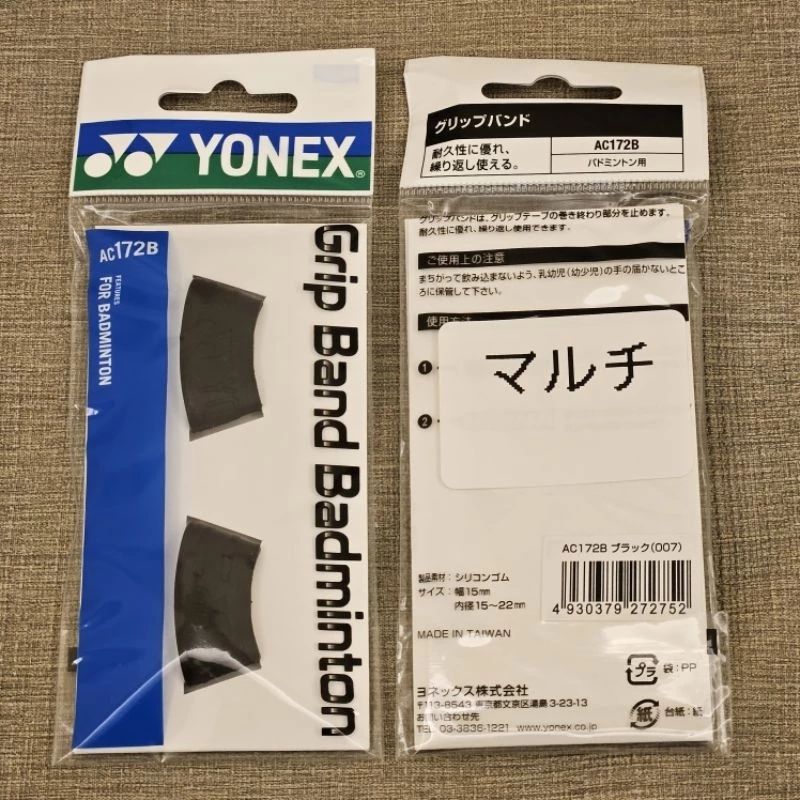 YONEX®
AC172B
FEATURES
FOR BADMINTON
Grip Band Badminton
グリップバンド
耐久性に優れ、
繰り返し使える。
AC172B
バドミントン用
グリップバンドは、グリップテープの巻き終わり部分を止めます。
耐久性に優れ、繰り返し使用できます。
ご使用上の注意
まちがって飲み込まないよう、乳幼児(幼少児)の手の届かないとこ
ろに保管して下さい。
使用方法
1
2
マルチ
AC172B ブラック(007)
4 930379 272752
製品素材: シリコンゴム
サイズ: 幅15mm
内径15~22mm
MADE IN TAIWAN
プラ
袋:PP
紙
台紙:紙
ヨネックス株式会社
〒113-8543 東京都文京区湯島3-23-13
お問い合わせ先
TEL 03-3836-1221 www.yonex.co.jp